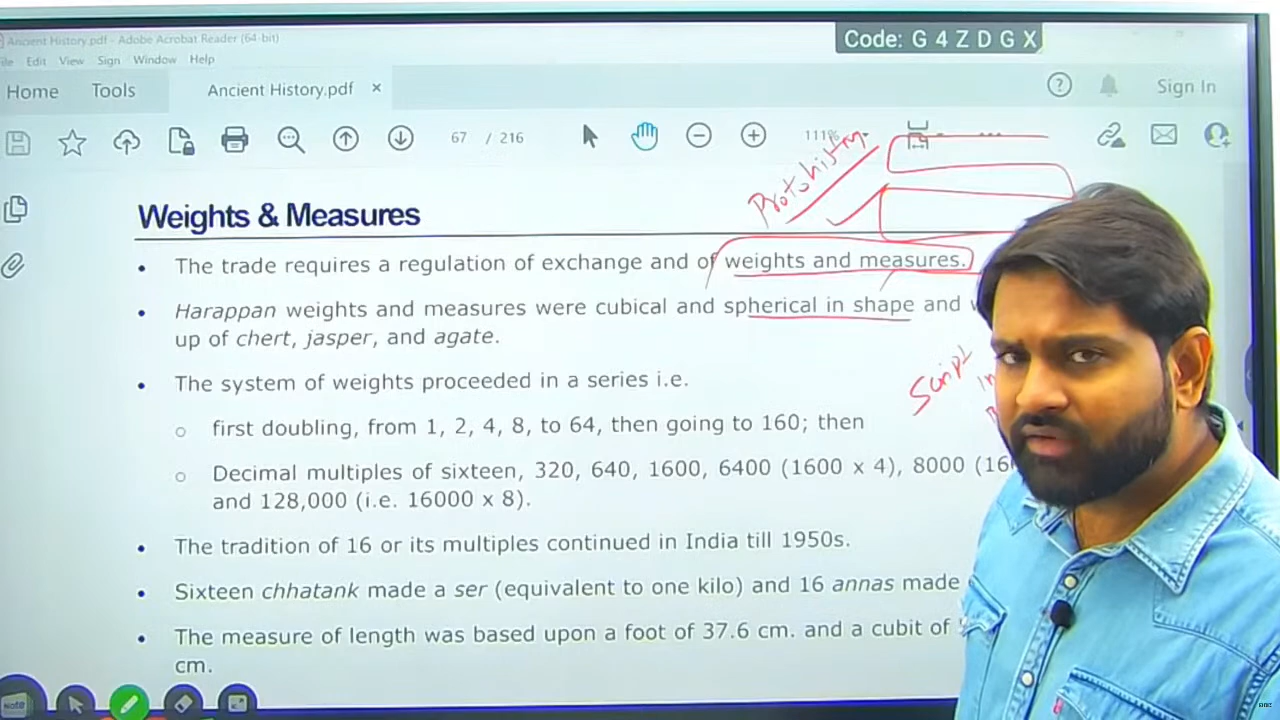 Ancient History.pdf - Adobe Acrobat Reader (64-bit)
Code: G 4 Z D G X
Edit View Sign Window Help
Home Tools Ancient History.pdf × Sign In
67 / 216 111%
Protohistry
Weights & Measures
• The trade requires a regulation of exchange and of weights and measures.
• Harappan weights and measures were cubical and spherical in shape and
up of chert, jasper, and agate.
Script
• The system of weights proceeded in a series i.e.
○ first doubling, from 1, 2, 4, 8, to 64, then going to 160; then
○ Decimal multiples of sixteen, 320, 640, 1600, 6400 (1600 x 4), 8000
and 128,000 (i.e. 16000 x 8).
• The tradition of 16 or its multiples continued in India till 1950s.
• Sixteen chhatank made a ser (equivalent to one kilo) and 16 annas made
• The measure of length was based upon a foot of 37.6 cm. and a cubit of
cm.